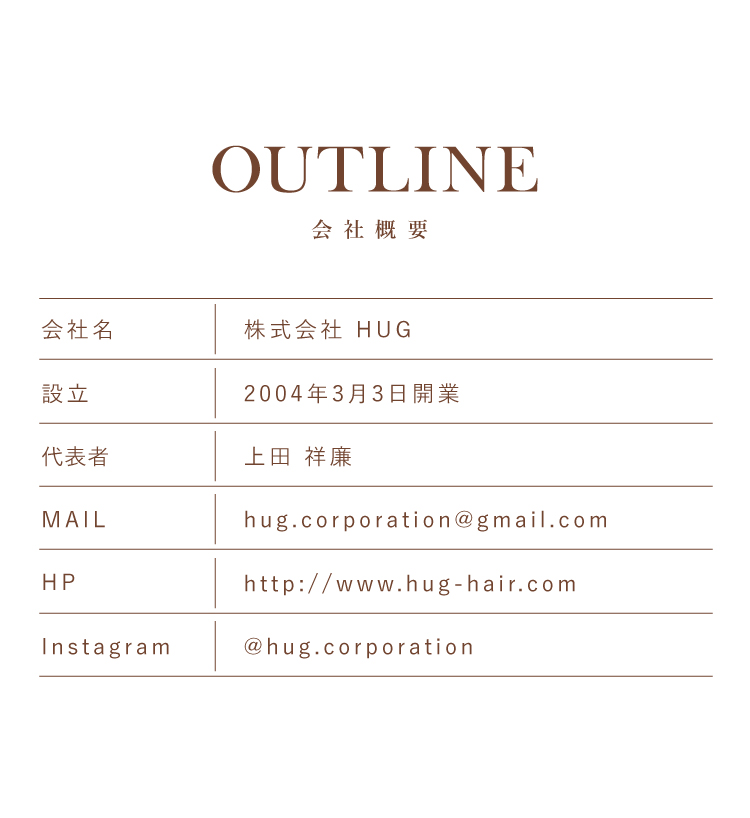 OUTLINE
会社概要
会社名 株式会社 HUG
設立 2004年3月3日開業
代表者 上田 祥廉
MAIL hug.corporation@gmail.com
HP http://www.hug-hair.com
Instagram @hug.corporation